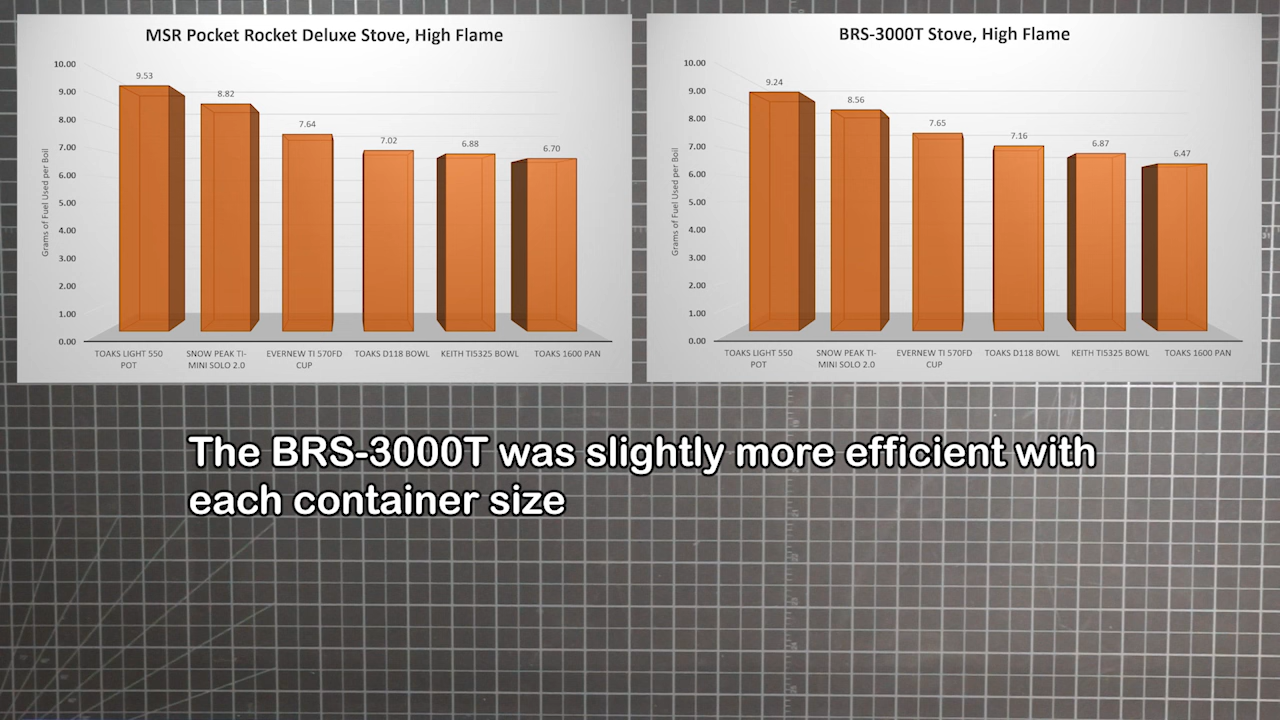 MSR Pocket Rocket Deluxe Stove, High Flame
10.00
9.00
8.00
7.00
6.00
5.00
4.00
3.00
2.00
1.00
0.00
Grams of Fuel Used per Boil
9.53
8.82
7.64
7.02
6.88
6.70
TOAKS LIGHT 550
POT
SNOW PEAK TI-
MINI SOLO 2.0
EVERNEW TI 570FD
CUP
TOAKS D118 BOWL
KEITH TI5325 BOWL
TOAKS 1600 PAN
BRS-3000T Stove, High Flame
10.00
9.00
8.00
7.00
6.00
5.00
4.00
3.00
2.00
1.00
0.00
Grams of Fuel Used per Boil
9.24
8.56
7.65
7.16
6.87
6.47
TOAKS LIGHT 550
POT
SNOW PEAK TI-
MINI SOLO 2.0
EVERNEW TI 570FD
CUP
TOAKS D118 BOWL
KEITH TI5325 BOWL
TOAKS 1600 PAN
The BRS-3000T was slightly more efficient with
each container size